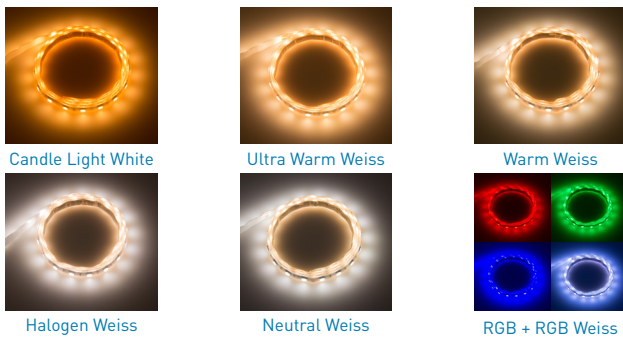 Candle Light White
Ultra Warm Weiss
Warm Weiss
Halogen Weiss
Neutral Weiss
RGB + RGB Weiss